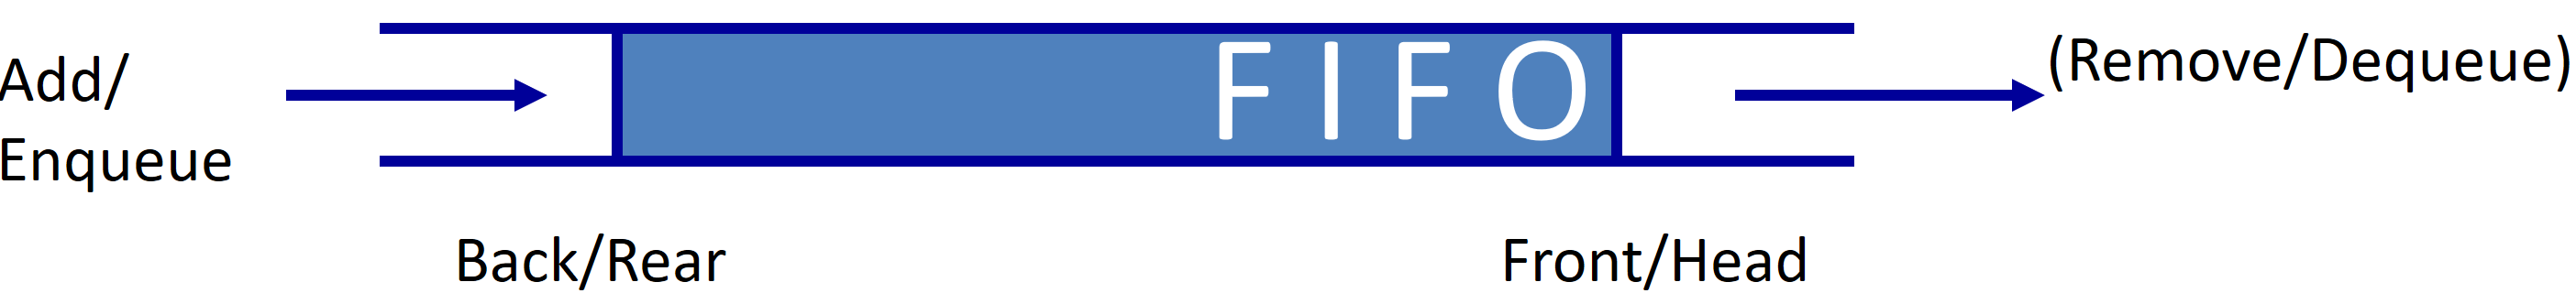 Add/
Enqueue
F I F O
(Remove/Dequeue)
Back/Rear
Front/Head